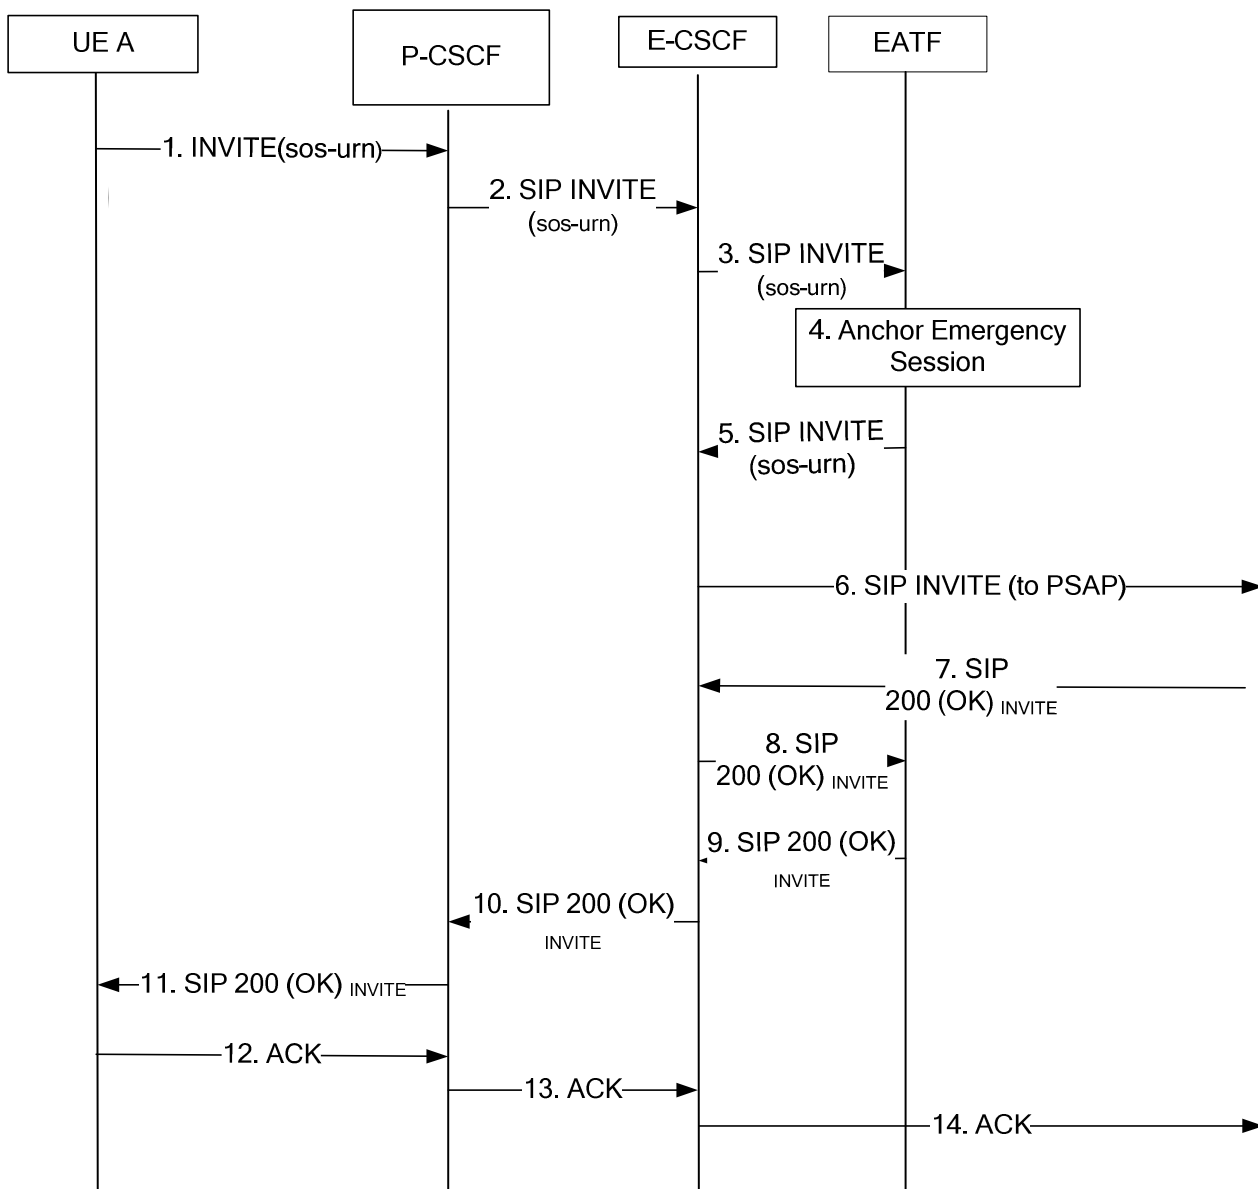 UE A
P-CSCF
E-CSCF
EATF
1. INVITE(sos-urn)
2. SIP INVITE
(sos-urn)
3. SIP INVITE
(sos-urn)
4. Anchor Emergency
Session
5. SIP INVITE
(sos-urn)
6. SIP INVITE (to PSAP)
7. SIP
200 (OK) INVITE
8. SIP
200 (OK) INVITE
9. SIP 200 (OK)
INVITE
10. SIP 200 (OK)
INVITE
11. SIP 200 (OK) INVITE
12. ACK
13. ACK
14. ACK